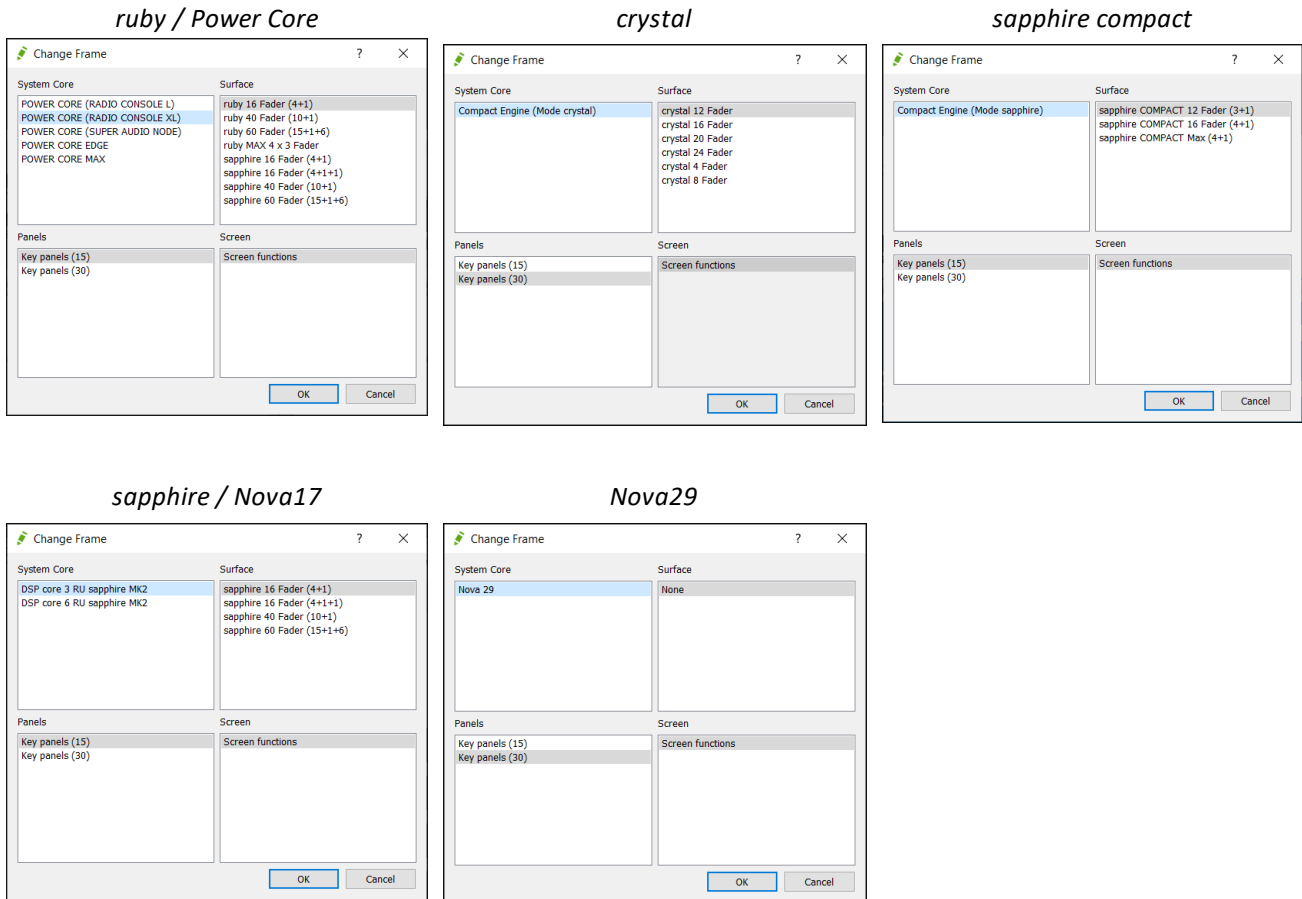 ruby / Power Core
Change Frame ? ×
System Core
POWER CORE (RADIO CONSOLE L)
POWER CORE (RADIO CONSOLE XL)
POWER CORE (SUPER AUDIO NODE)
POWER CORE EDGE
POWER CORE MAX
Surface
ruby 16 Fader (4+1)
ruby 40 Fader (10+1)
ruby 60 Fader (15+1+6)
ruby MAX 4 x 3 Fader
sapphire 16 Fader (4+1)
sapphire 16 Fader (4+1+1)
sapphire 40 Fader (10+1)
sapphire 60 Fader (15+1+6)
Panels
Key panels (15)
Key panels (30)
Screen
Screen functions
OK
Cancel
crystal
Change Frame ? ×
System Core
Compact Engine (Mode crystal)
Surface
crystal 12 Fader
crystal 16 Fader
crystal 20 Fader
crystal 24 Fader
crystal 4 Fader
crystal 8 Fader
Panels
Key panels (15)
Key panels (30)
Screen
Screen functions
OK
Cancel
sapphire compact
Change Frame ? ×
System Core
Compact Engine (Mode sapphire)
Surface
sapphire COMPACT 12 Fader (3+1)
sapphire COMPACT 16 Fader (4+1)
sapphire COMPACT Max (4+1)
Panels
Key panels (15)
Key panels (30)
Screen
Screen functions
OK
Cancel
sapphire / Nova17
Change Frame ? ×
System Core
DSP core 3 RU sapphire MK2
DSP core 6 RU sapphire MK2
Surface
sapphire 16 Fader (4+1)
sapphire 16 Fader (4+1+1)
sapphire 40 Fader (10+1)
sapphire 60 Fader (15+1+6)
Panels
Key panels (15)
Key panels (30)
Screen
Screen functions
OK
Cancel
Nova29
Change Frame ? ×
System Core
Nova 29
Surface
None
Panels
Key panels (15)
Key panels (30)
Screen
Screen functions
OK
Cancel